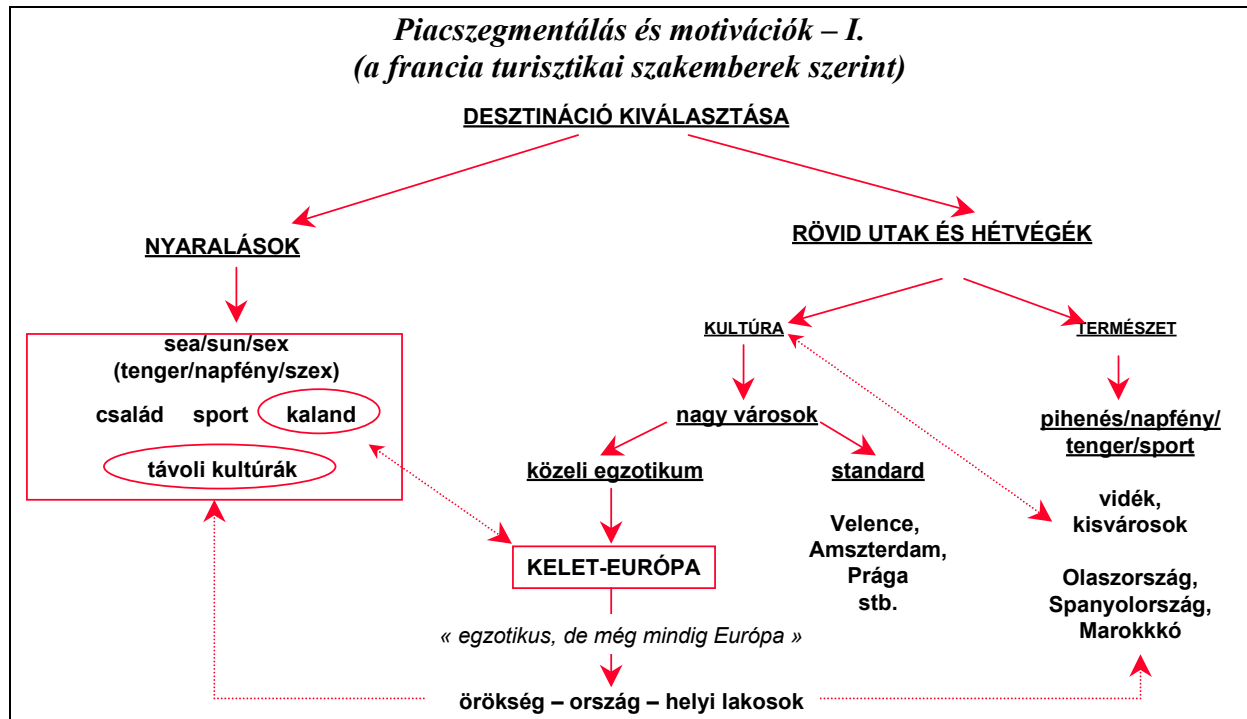 Piacszegmentálás és motivációk – I.
(a francia turisztikai szakemberek szerint)
DESZTINÁCIÓ KIVÁLASZTÁSA
NYARALÁSOK
RÖVID UTAK ÉS HÉTVÉGÉK
sea/sun/sex
(tenger/napfény/szex)
család sport kaland
távoli kultúrák
KULTÚRA
TERMÉSZET
nagy városok
közeli egzotikum
standard
Velence,
Amszterdam,
Prága
stb.
pihenés/napfény/
tenger/sport
vidék,
kisvárosok
Olaszország,
Spanyolország,
Marokkkó
KELET-EURÓPA
« egzotikus, de még mindig Európa »
örökség – ország – helyi lakosok